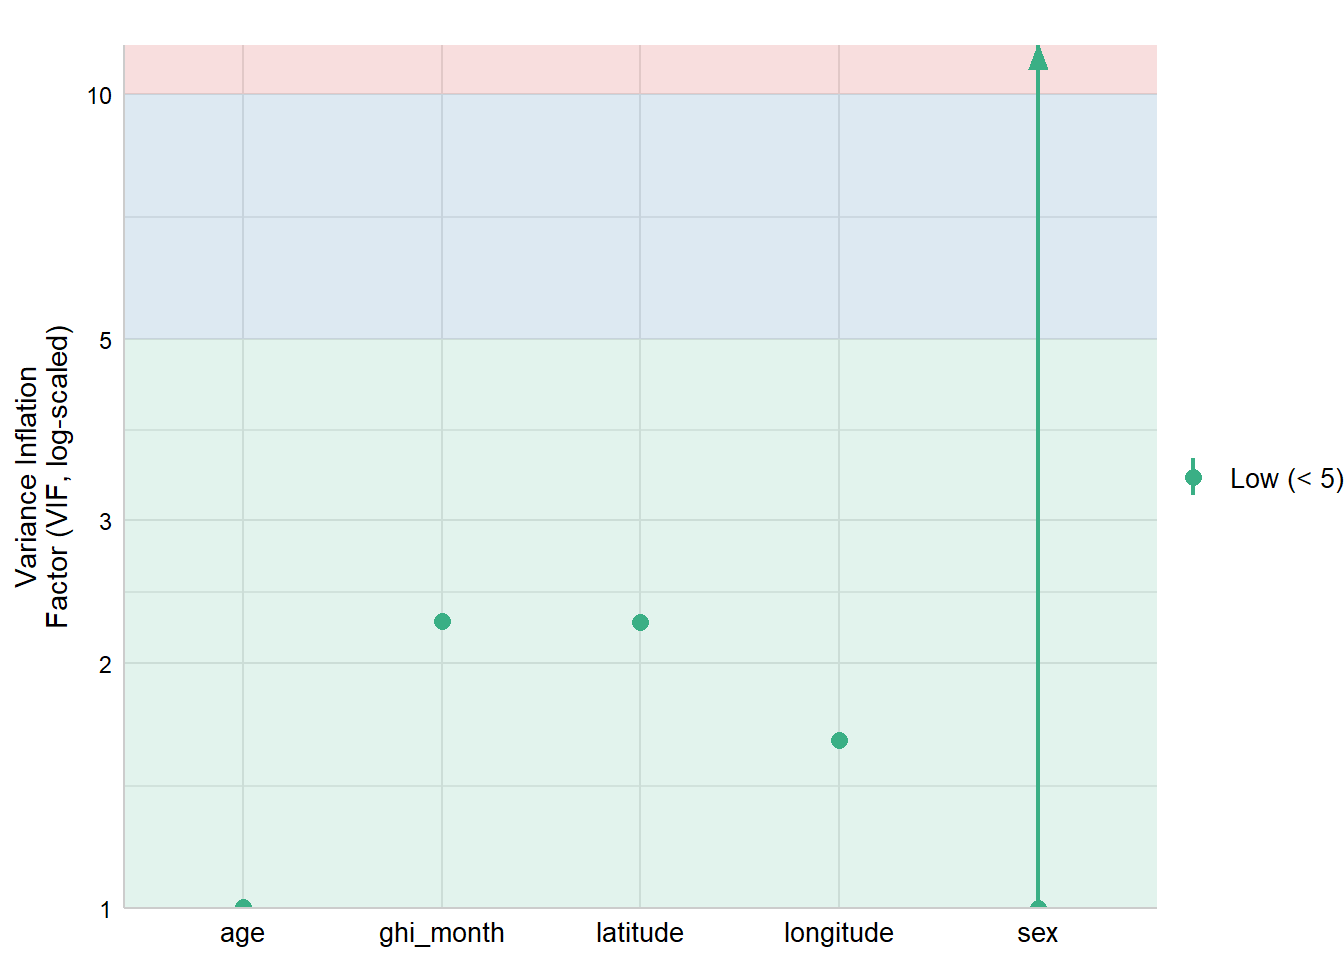 Variance Inflation
Factor (VIF, log-scaled)
10
5
3
2
1
age
ghi_month
latitude
longitude
sex
Low (< 5)